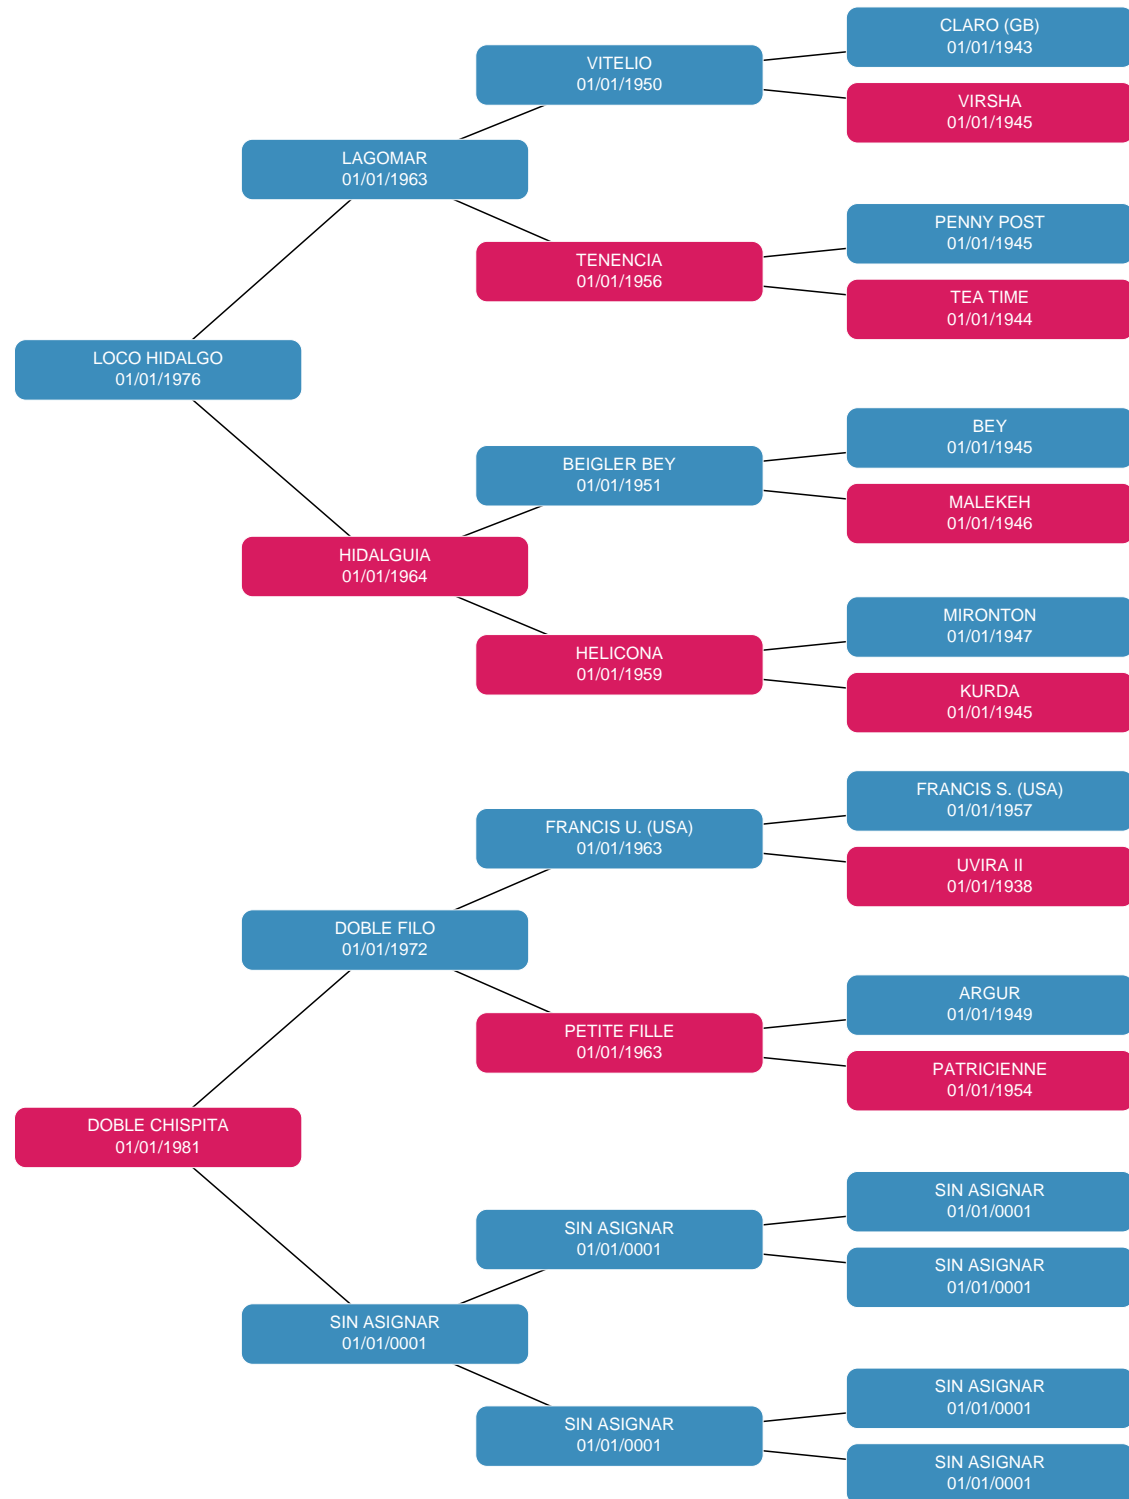 CLARO (GB)
01/01/1943
VITELIO
01/01/1950
VIRSHA
01/01/1945
LAGOMAR
01/01/1963
PENNY POST
01/01/1945
TENENCIA
01/01/1956
TEA TIME
01/01/1944
LOCO HIDALGO
01/01/1976
BEY
01/01/1945
BEIGLER BEY
01/01/1951
MALEKEH
01/01/1946
HIDALGUIA
01/01/1964
MIRONTON
01/01/1947
HELICONA
01/01/1959
KURDA
01/01/1945
FRANCIS S. (USA)
01/01/1957
FRANCIS U. (USA)
01/01/1963
UVIRA II
01/01/1938
DOBLE FILO
01/01/1972
ARGUR
01/01/1949
PETITE FILLE
01/01/1963
PATRICIENNE
01/01/1954
DOBLE CHISPITA
01/01/1981
SIN ASIGNAR
01/01/0001
SIN ASIGNAR
01/01/0001
SIN ASIGNAR
01/01/0001
SIN ASIGNAR
01/01/0001
SIN ASIGNAR
01/01/0001
SIN ASIGNAR
01/01/0001
SIN ASIGNAR
01/01/0001